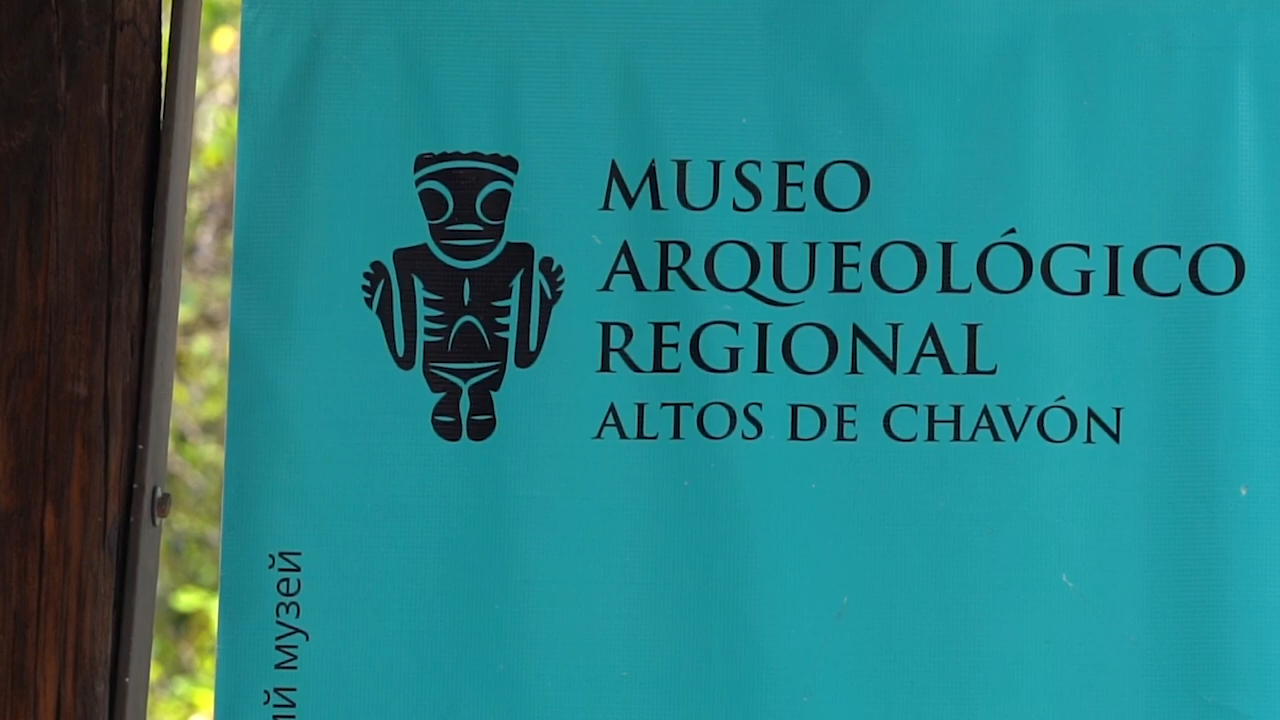 MUSEO
ARQUEOLÓGICO
REGIONAL
ALTOS DE CHAVÓN
музей